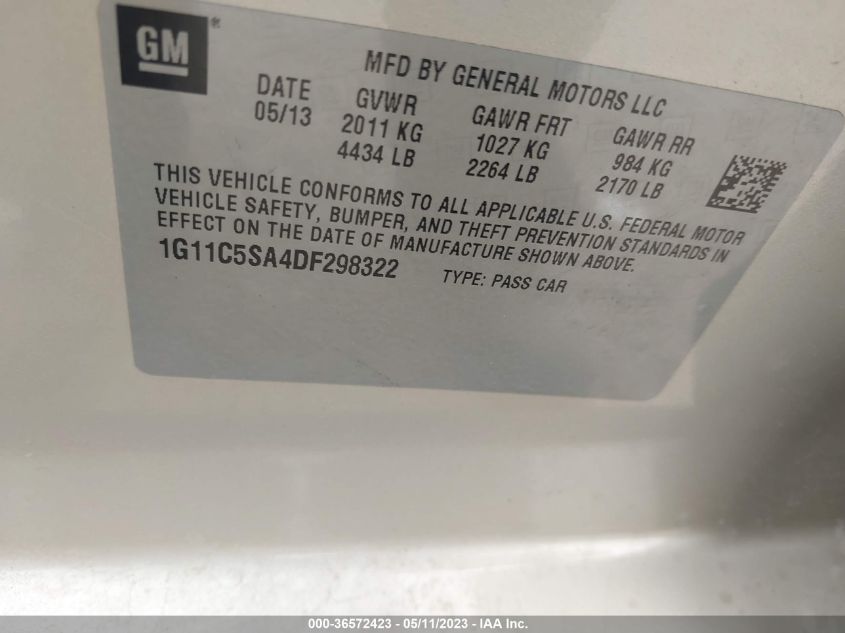 GM®
MFD BY GENERAL MOTORS LLC
DATE GVWR GAWR FRT GAWR RR
05/13 2011 KG 1027 KG 984 KG
4434 LB 2264 LB 2170 LB
THIS VEHICLE CONFORMS TO ALL APPLICABLE U.S. FEDERAL MOTOR
VEHICLE SAFETY, BUMPER, AND THEFT PREVENTION STANDARDS IN
EFFECT ON THE DATE OF MANUFACTURE SHOWN ABOVE.
1G11C5SA4DF298322 TYPE: PASS CAR
000-36572423 - 05/11/2023 - IAA Inc.